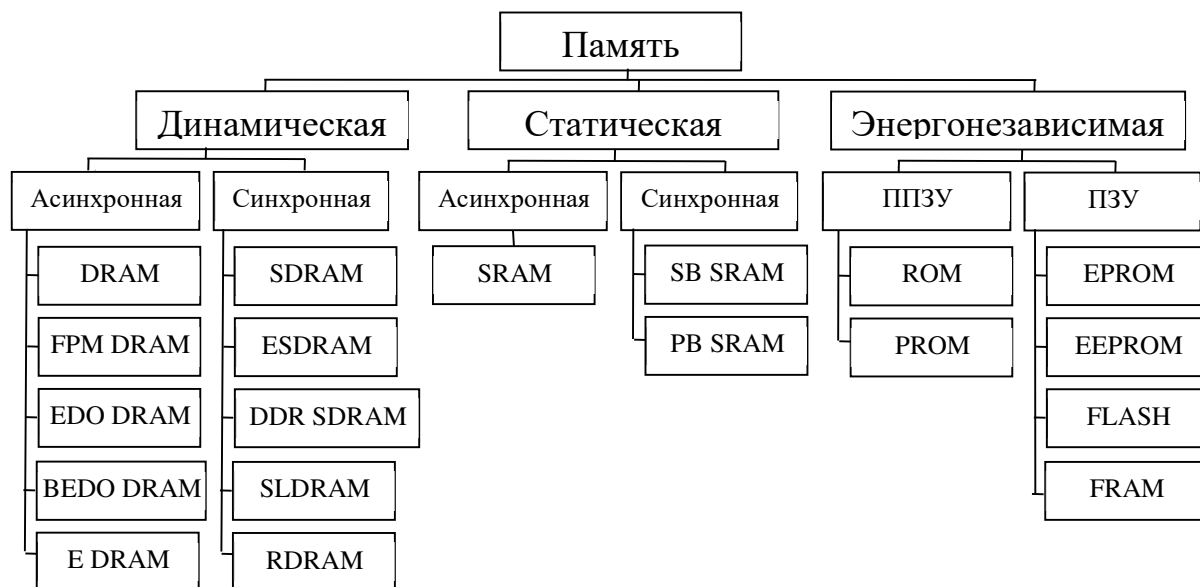 Память
Динамическая
Статическая
Энергонезависимая
Асинхронная
Синхронная
Асинхронная
Синхронная
ППЗУ
ПЗУ
DRAM
SDRAM
SRAM
SB SRAM
ROM
EPROM
FPM DRAM
ESDRAM
PB SRAM
PROM
EEPROM
EDO DRAM
DDR SDRAM
FLASH
BEDO DRAM
SLDRAM
FRAM
E DRAM
RDRAM